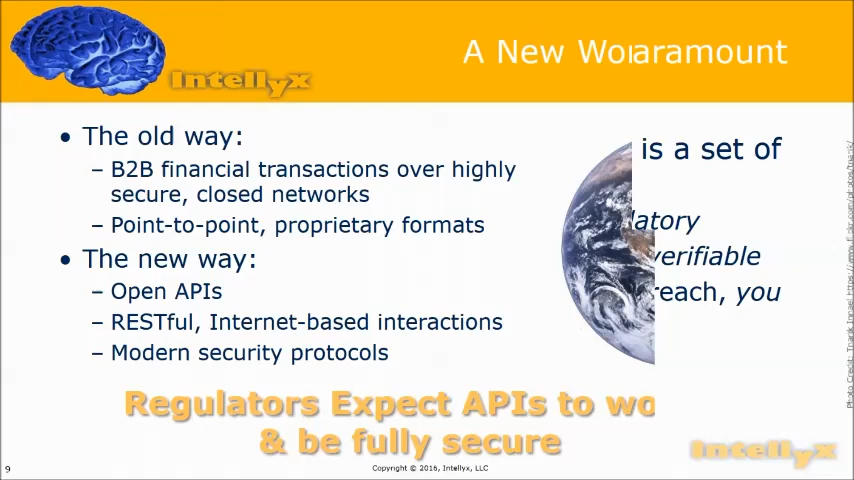 A New Wo
aramount
Intellyx
• The old way:
– B2B financial transactions over highly
secure, closed networks
– Point-to-point, proprietary formats
• The new way:
– Open APIs
– RESTful, Internet-based interactions
– Modern security protocols
is a set of
latory
verifiable
reach, you
Regulators Expect APIs to wo
& be fully secure
Intellyx
9
Copyright © 2016, Intellyx, LLC